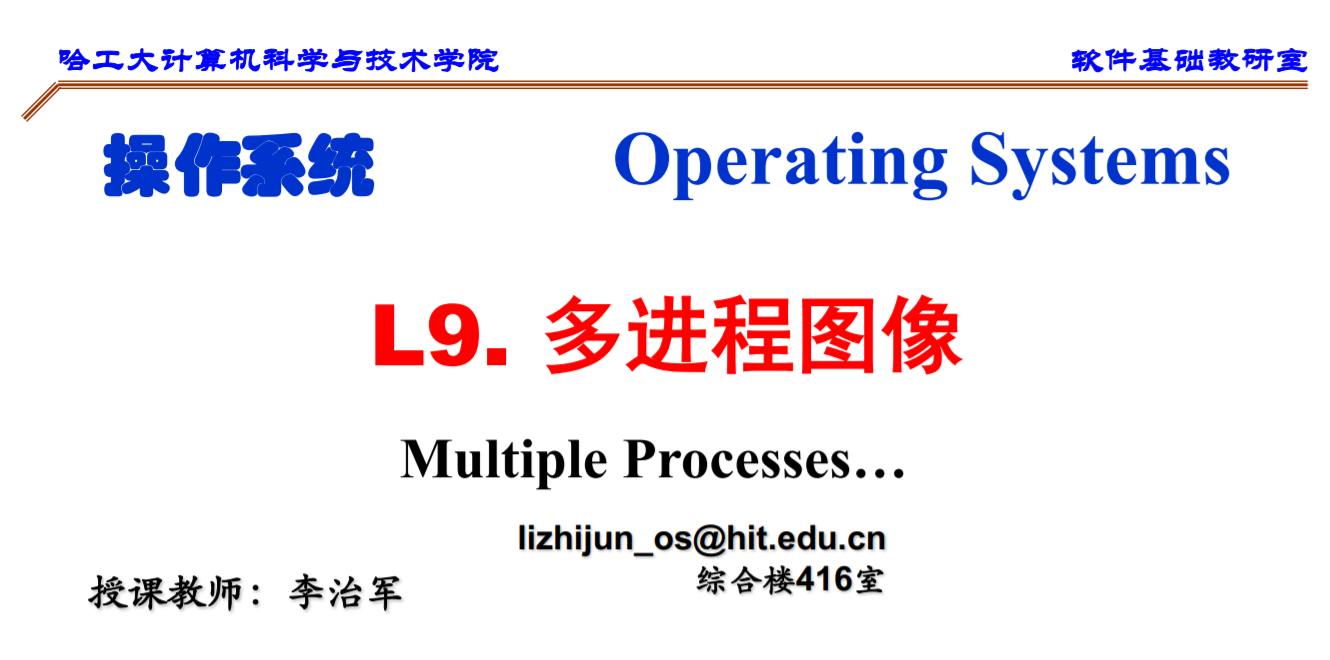 哈工大计算机科学与技术学院 软件基础教研室
操作系统 Operating Systems
L9. 多进程图像
Multiple Processes…
lizhijun_os@hit.edu.cn
综合楼416室
授课教师：李治军